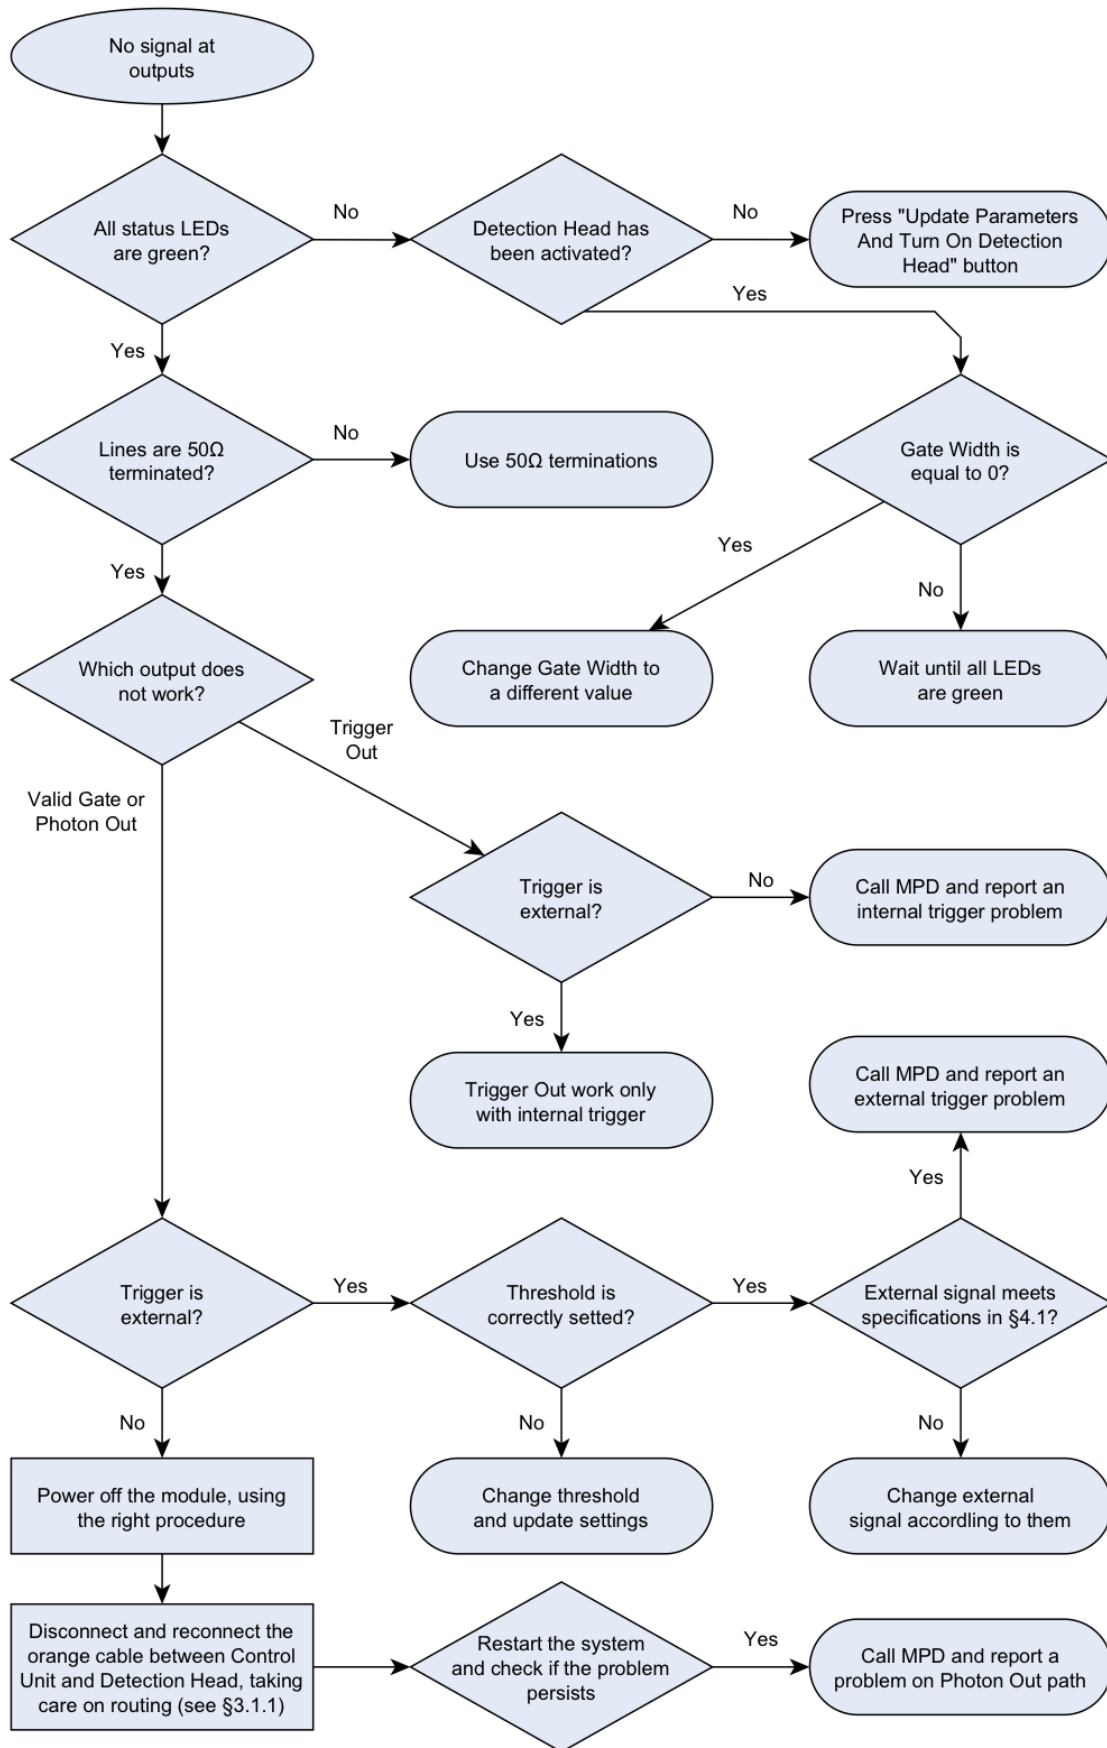 No signal at
outputs
All status LEDs
are green?
No
Detection Head has
been activated?
No
Press "Update Parameters
And Turn On Detection
Head" button
Yes
Yes
Lines are 50Ω
terminated?
No
Use 50Ω terminations
Gate Width is
equal to 0?
Yes
No
Yes
Which output does
not work?
Change Gate Width to
a different value
Wait until all LEDs
are green
Trigger
Out
Valid Gate or
Photon Out
Trigger is
external?
No
Call MPD and report an
internal trigger problem
Yes
Trigger Out work only
with internal trigger
Call MPD and report an
external trigger problem
Yes
Trigger is
external?
Yes
Threshold is
correctly setted?
Yes
External signal meets
specifications in §4.1?
No
No
No
Power off the module, using
the right procedure
Change threshold
and update settings
Change external
signal accordling to them
Disconnect and reconnect the
orange cable between Control
Unit and Detection Head, taking
care on routing (see §3.1.1)
Restart the system
and check if the problem
persists
Yes
Call MPD and report a
problem on Photon Out path